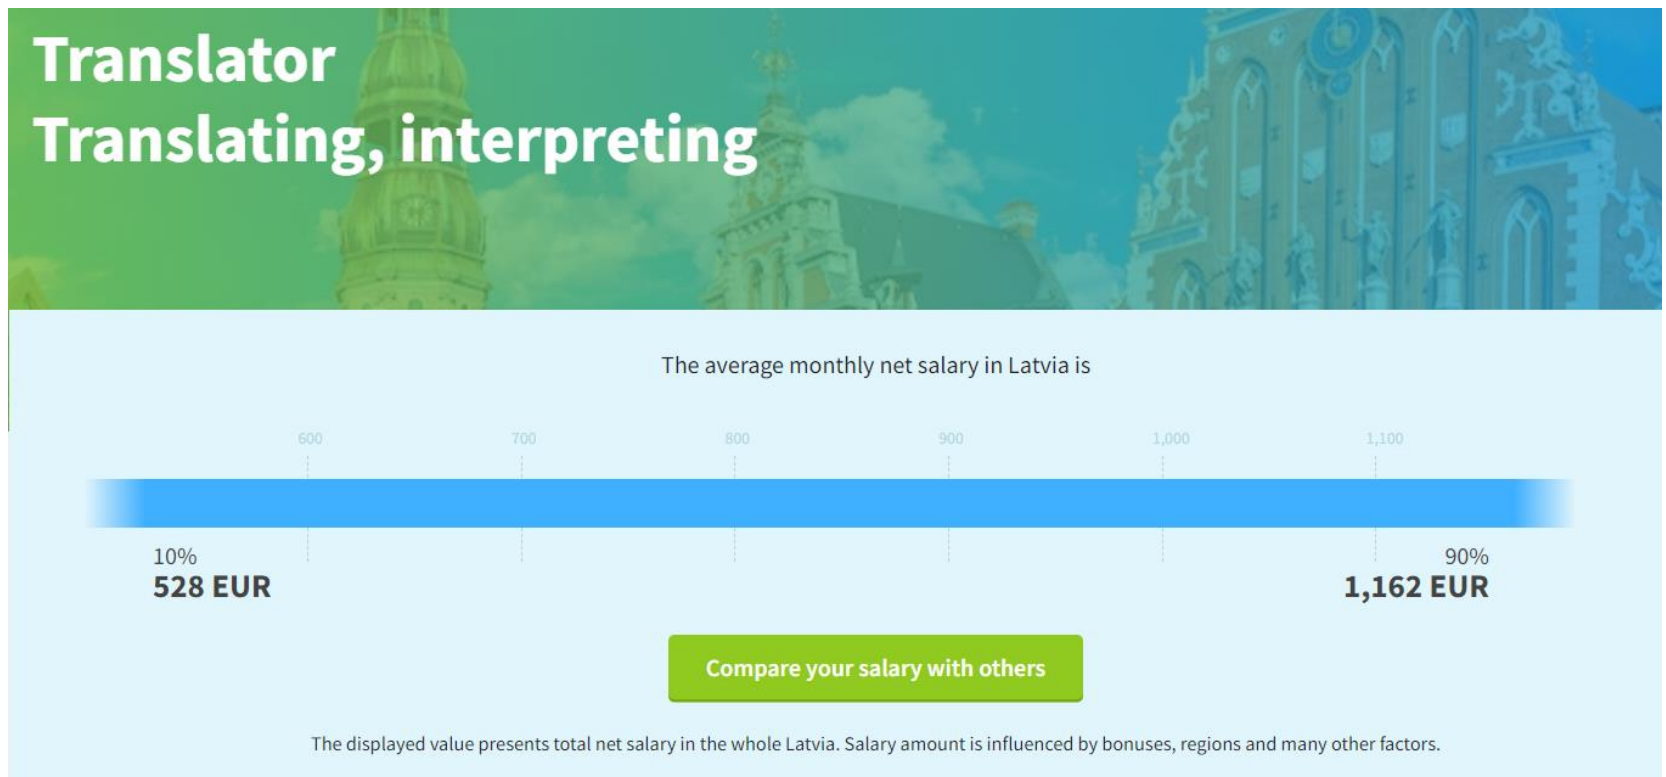 Translator
Translating, interpreting
The average monthly net salary in Latvia is
600 700 800 900 1,000 1,100
10% 90%
528 EUR 1,162 EUR
Compare your salary with others
The displayed value presents total net salary in the whole Latvia. Salary amount is influenced by bonuses, regions and many other factors.